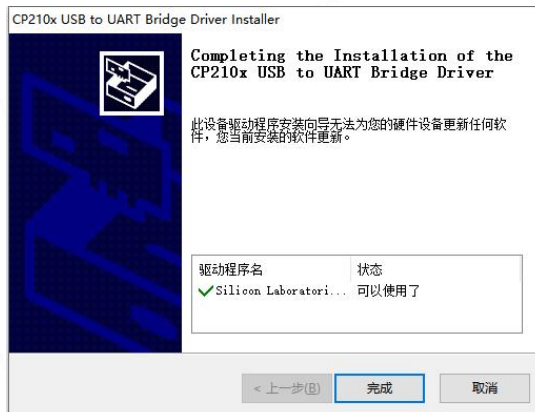 CP210x USB to UART Bridge Driver Installer
Completing the Installation of the
CP210x USB to UART Bridge Driver
此设备驱动程序安装向导无法为您的硬件设备更新任何软
件，您当前安装的软件更新。
驱动程序名 状态
Silicon Laboratori... 可以使用了
< 上一步(B) 完成 取消